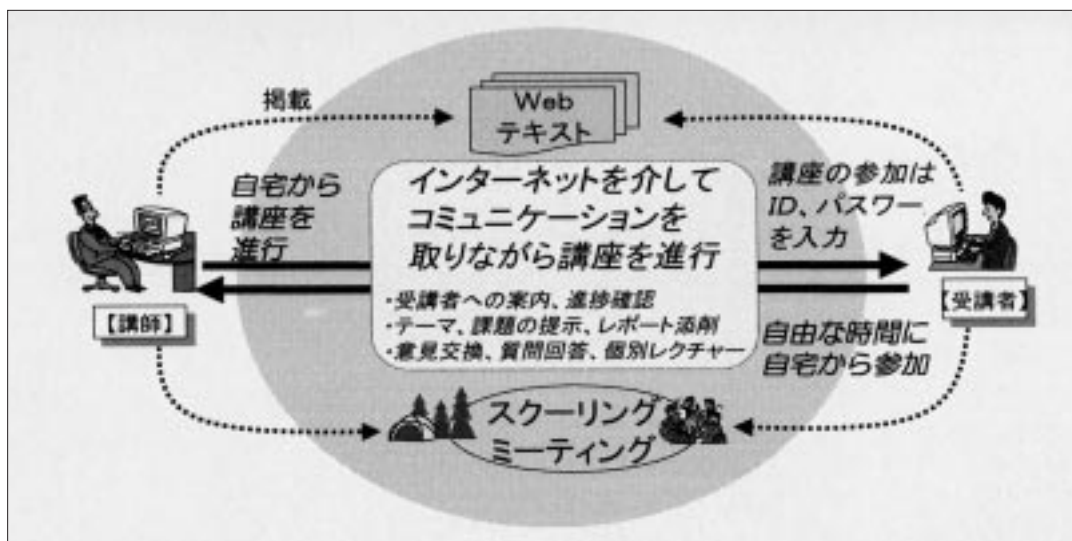 掲載
Web
テキスト
自宅から
講座を
進行
インターネットを介して
コミュニケーションを
取りながら講座を進行
・受講者への案内、進捗確認
・テーマ、課題の提示、レポート添削
・意見交換、質問回答、個別レクチャー
講座の参加は
ID、パスワー
を入力
【講師】
【受講者】
自由な時間に
自宅から参加
スクーリング
ミーティング